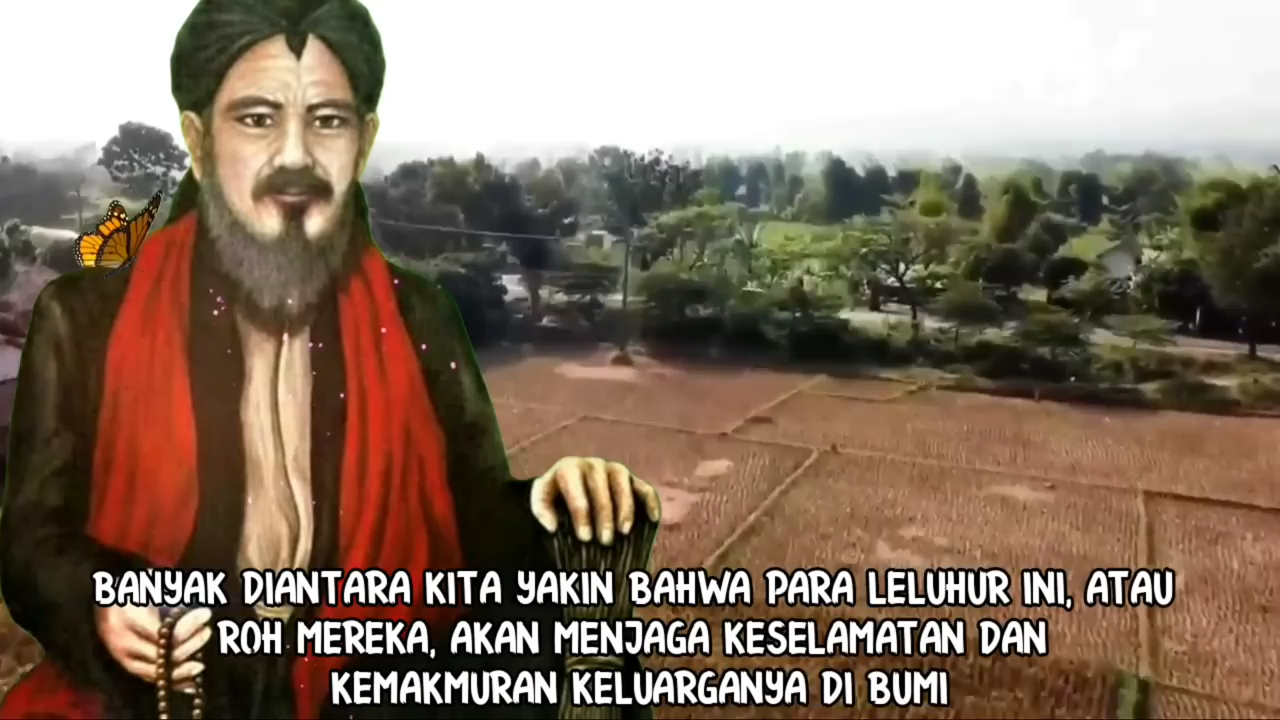 BANYAK DIANTARA KITA YAKIN BAHWA PARA LELUHUR INI, ATAU
ROH MEREKA, AKAN MENJAGA KESELAMATAN DAN
KEMAKMURAN KELUARGANYA DI BUMI